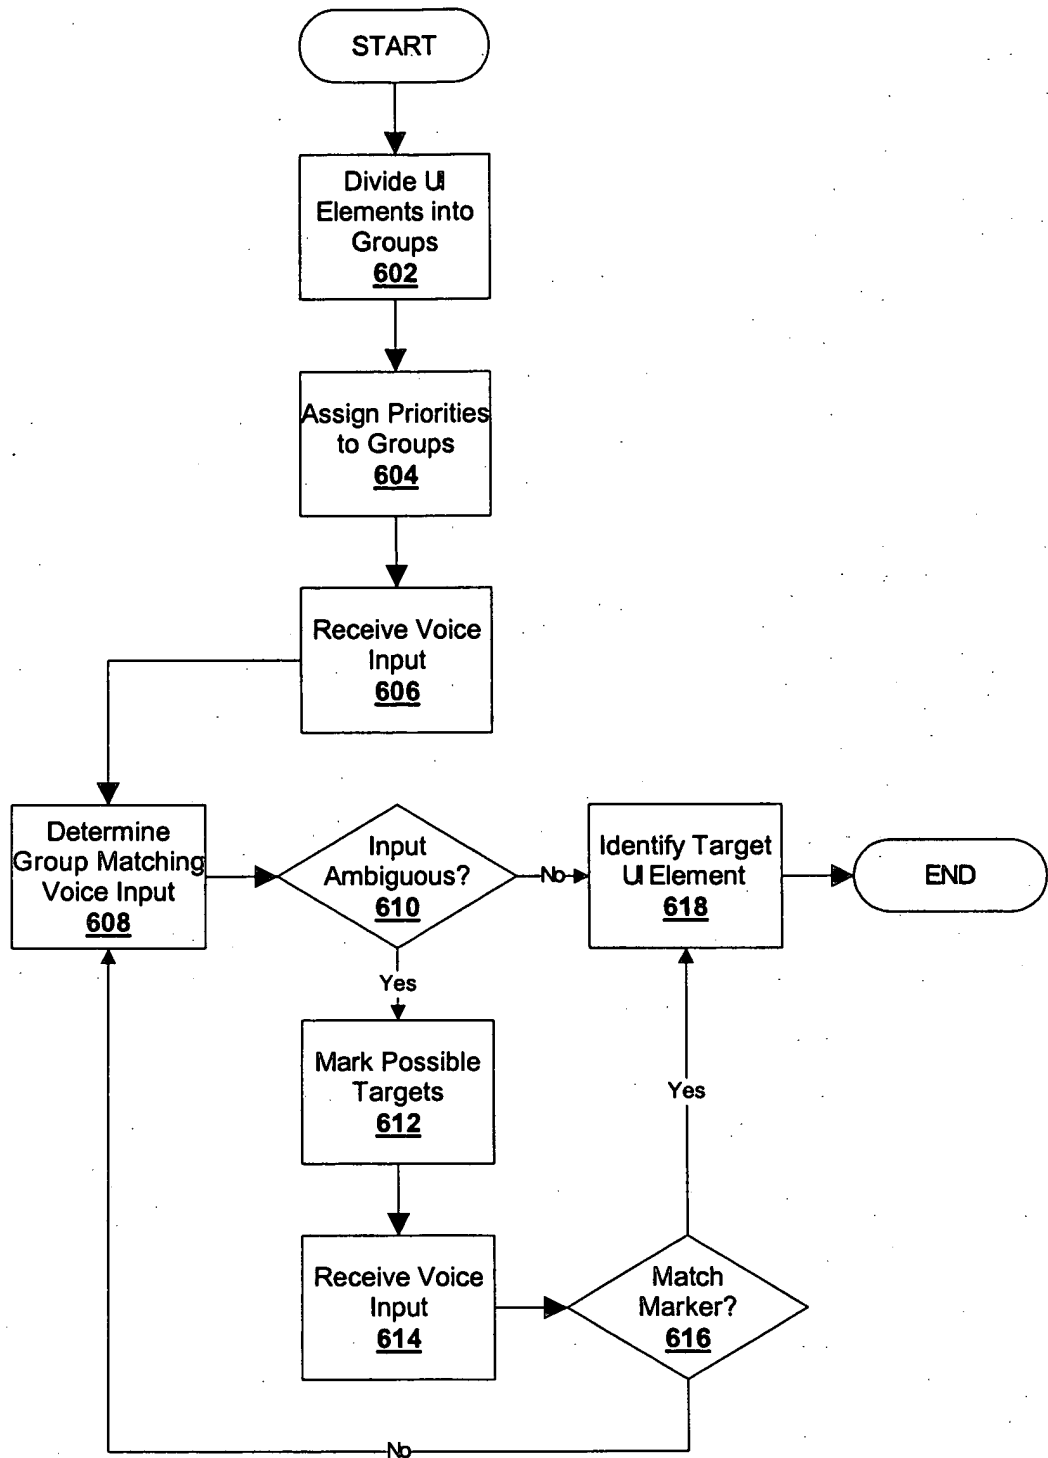 START
Divide UI
Elements into
Groups
602
Assign Priorities
to Groups
604
Receive Voice
Input
606
Determine
Group Matching
Voice Input
608
Input
Ambiguous?
610
No
Identify Target
UI Element
618
END
Yes
Mark Possible
Targets
612
Yes
Receive Voice
Input
614
Match
Marker?
616
No